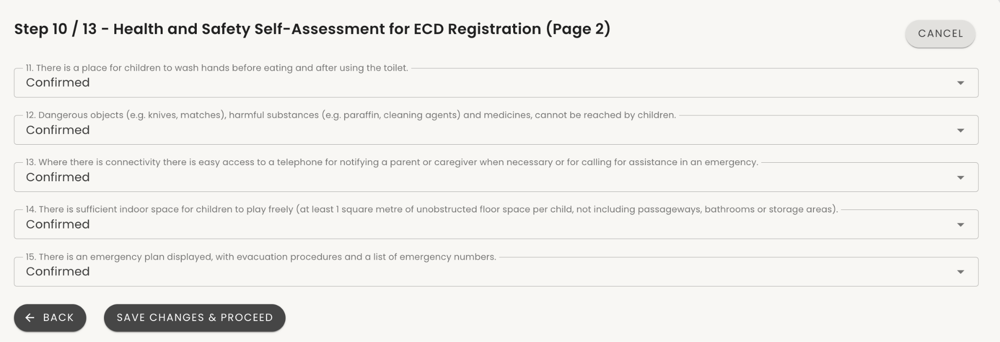 Step 10 / 13 - Health and Safety Self-Assessment for ECD Registration (Page 2)
CANCEL
11. There is a place for children to wash hands before eating and after using the toilet.
Confirmed
12. Dangerous objects (e.g. knives, matches), harmful substances (e.g. paraffin, cleaning agents) and medicines, cannot be reached by children.
Confirmed
13. Where there is connectivity there is easy access to a telephone for notifying a parent or caregiver when necessary or for calling for assistance in an emergency.
Confirmed
14. There is sufficient indoor space for children to play freely (at least 1 square metre of unobstructed floor space per child, not including passageways, bathrooms or storage areas).
Confirmed
15. There is an emergency plan displayed, with evacuation procedures and a list of emergency numbers.
Confirmed
BACK
SAVE CHANGES & PROCEED